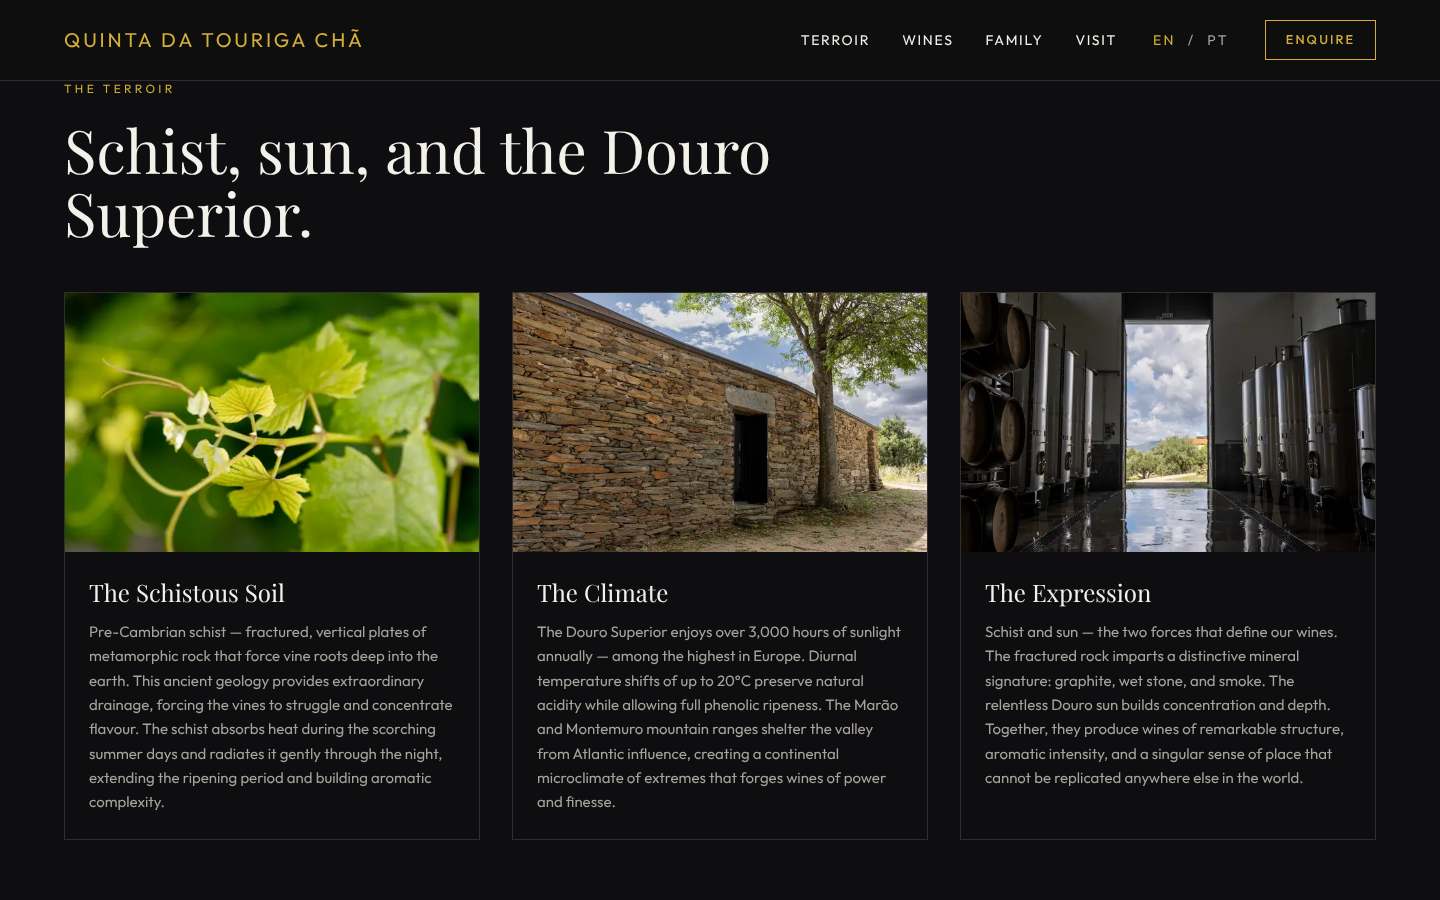 QUINTA DA TOURIGA CHÃ
TERROIR
WINES
FAMILY
VISIT
EN / PT
ENQUIRE
THE TERROIR
Schist, sun, and the Douro
Superior.
The Schistous Soil
Pre-Cambrian schist — fractured, vertical plates of
metamorphic rock that force vine roots deep into the
earth. This ancient geology provides extraordinary
drainage, forcing the vines to struggle and concentrate
flavour. The schist absorbs heat during the scorching
summer days and radiates it gently through the night,
extending the ripening period and building aromatic
complexity.
The Climate
The Douro Superior enjoys over 3,000 hours of sunlight
annually — among the highest in Europe. Diurnal
temperature shifts of up to 20°C preserve natural
acidity while allowing full phenolic ripeness. The Marão
and Montemuro mountain ranges shelter the valley
from Atlantic influence, creating a continental
microclimate of extremes that forges wines of power
and finesse.
The Expression
Schist and sun — the two forces that define our wines.
The fractured rock imparts a distinctive mineral
signature: graphite, wet stone, and smoke. The
relentless Douro sun builds concentration and depth.
Together, they produce wines of remarkable structure,
aromatic intensity, and a singular sense of place that
cannot be replicated anywhere else in the world.